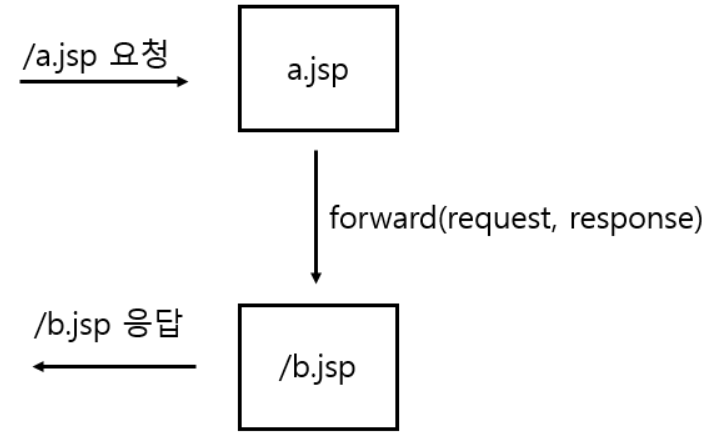 /a.jsp 요청
a.jsp
forward(request, response)
/b.jsp 응답
/b.jsp